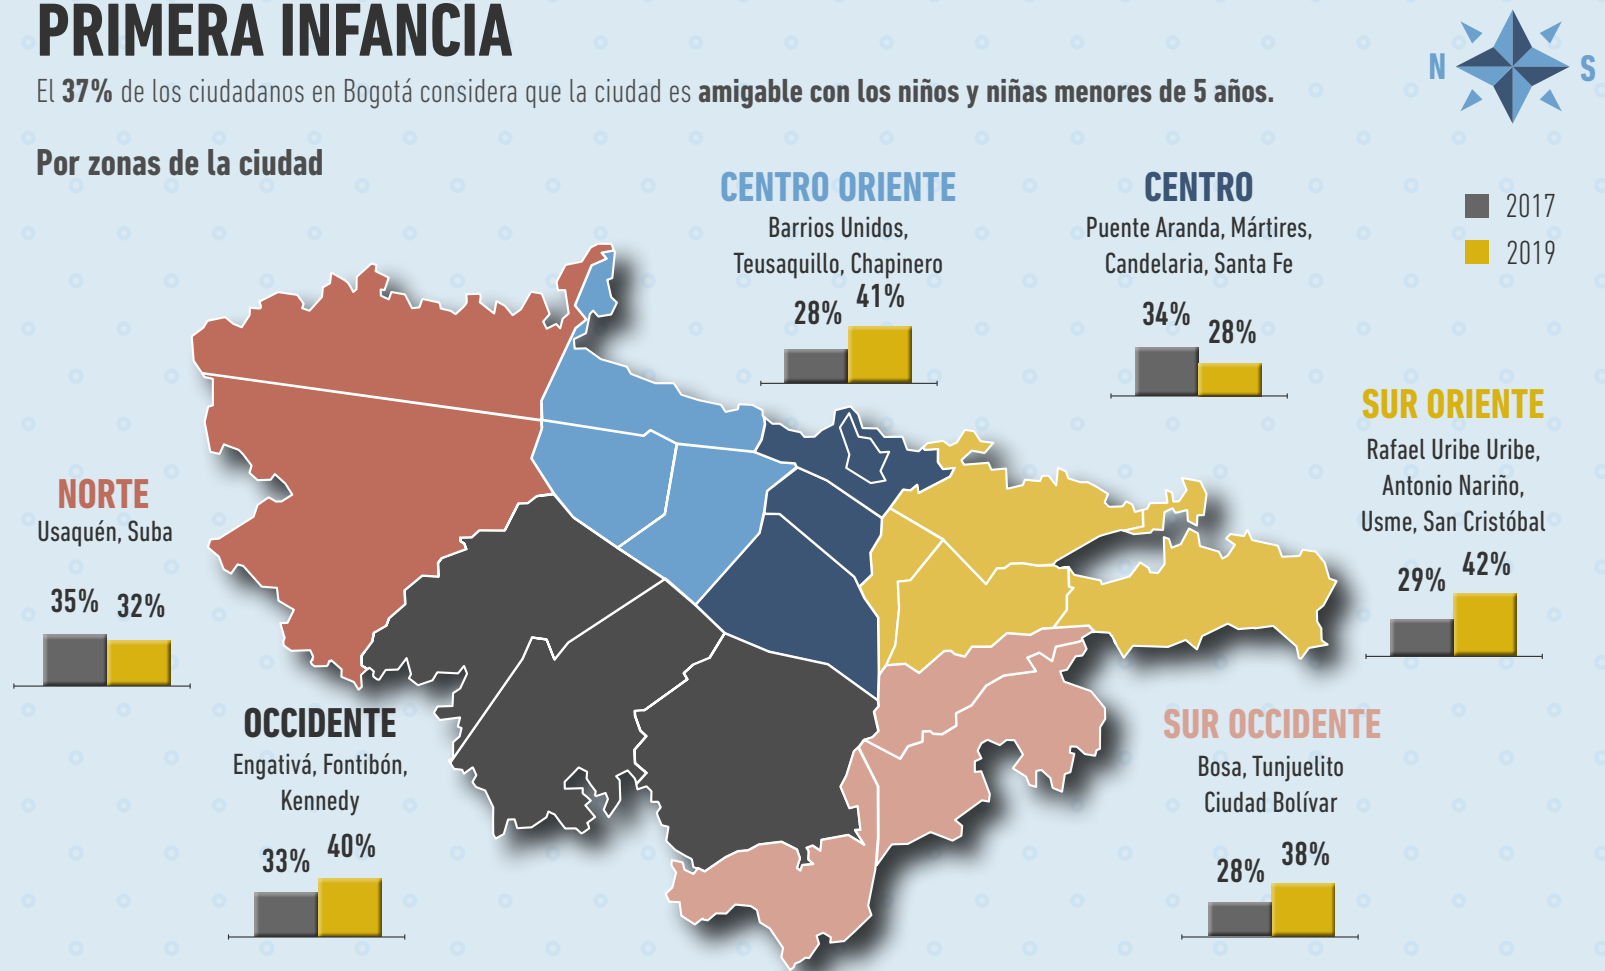 PRIMERA INFANCIA
El 37% de los ciudadanos en Bogotá considera que la ciudad es amigable con los niños y niñas menores de 5 años.
N
S
Por zonas de la ciudad
2017
2019
CENTRO ORIENTE
Barrios Unidos,
Teusaquillo, Chapinero
28%
41%
CENTRO
Puente Aranda, Mártires,
Candelaria, Santa Fe
34%
28%
SUR ORIENTE
Rafael Uribe Uribe,
Antonio Nariño,
Usme, San Cristóbal
29%
42%
NORTE
Usaquén, Suba
35%
32%
OCCIDENTE
Engativá, Fontibón,
Kennedy
33%
40%
SUR OCCIDENTE
Bosa, Tunjuelito
Ciudad Bolívar
28%
38%